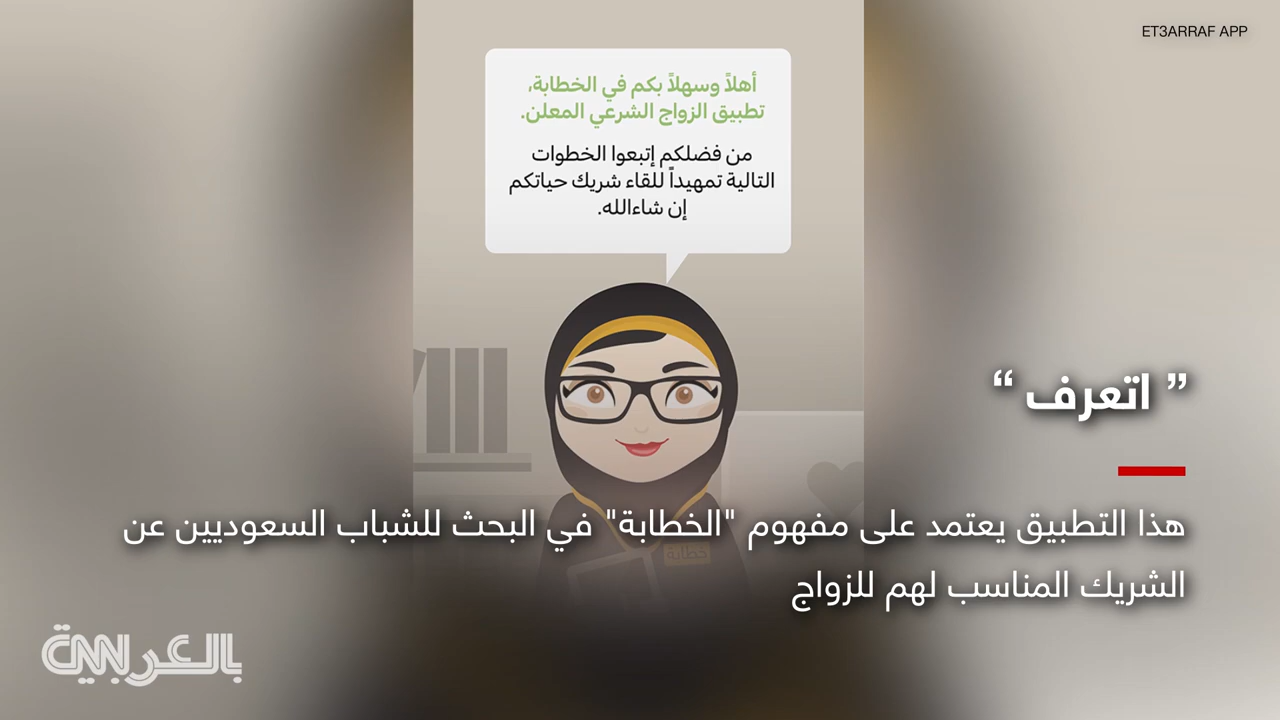 ET3ARRAF APP
أهلاً وسهلاً بكم في الخطابة،
تطبيق الزواج الشرعي المعلن.
من فضلكم إتبعوا الخطوات
التالية تمهيداً للقاء شريك حياتكم
إن شاءالله.
” اتعرف “
هذا التطبيق يعتمد على مفهوم "الخطابة" في البحث للشباب السعوديين عن
الشريك المناسب لهم للزواج
خطابة
بالعربية